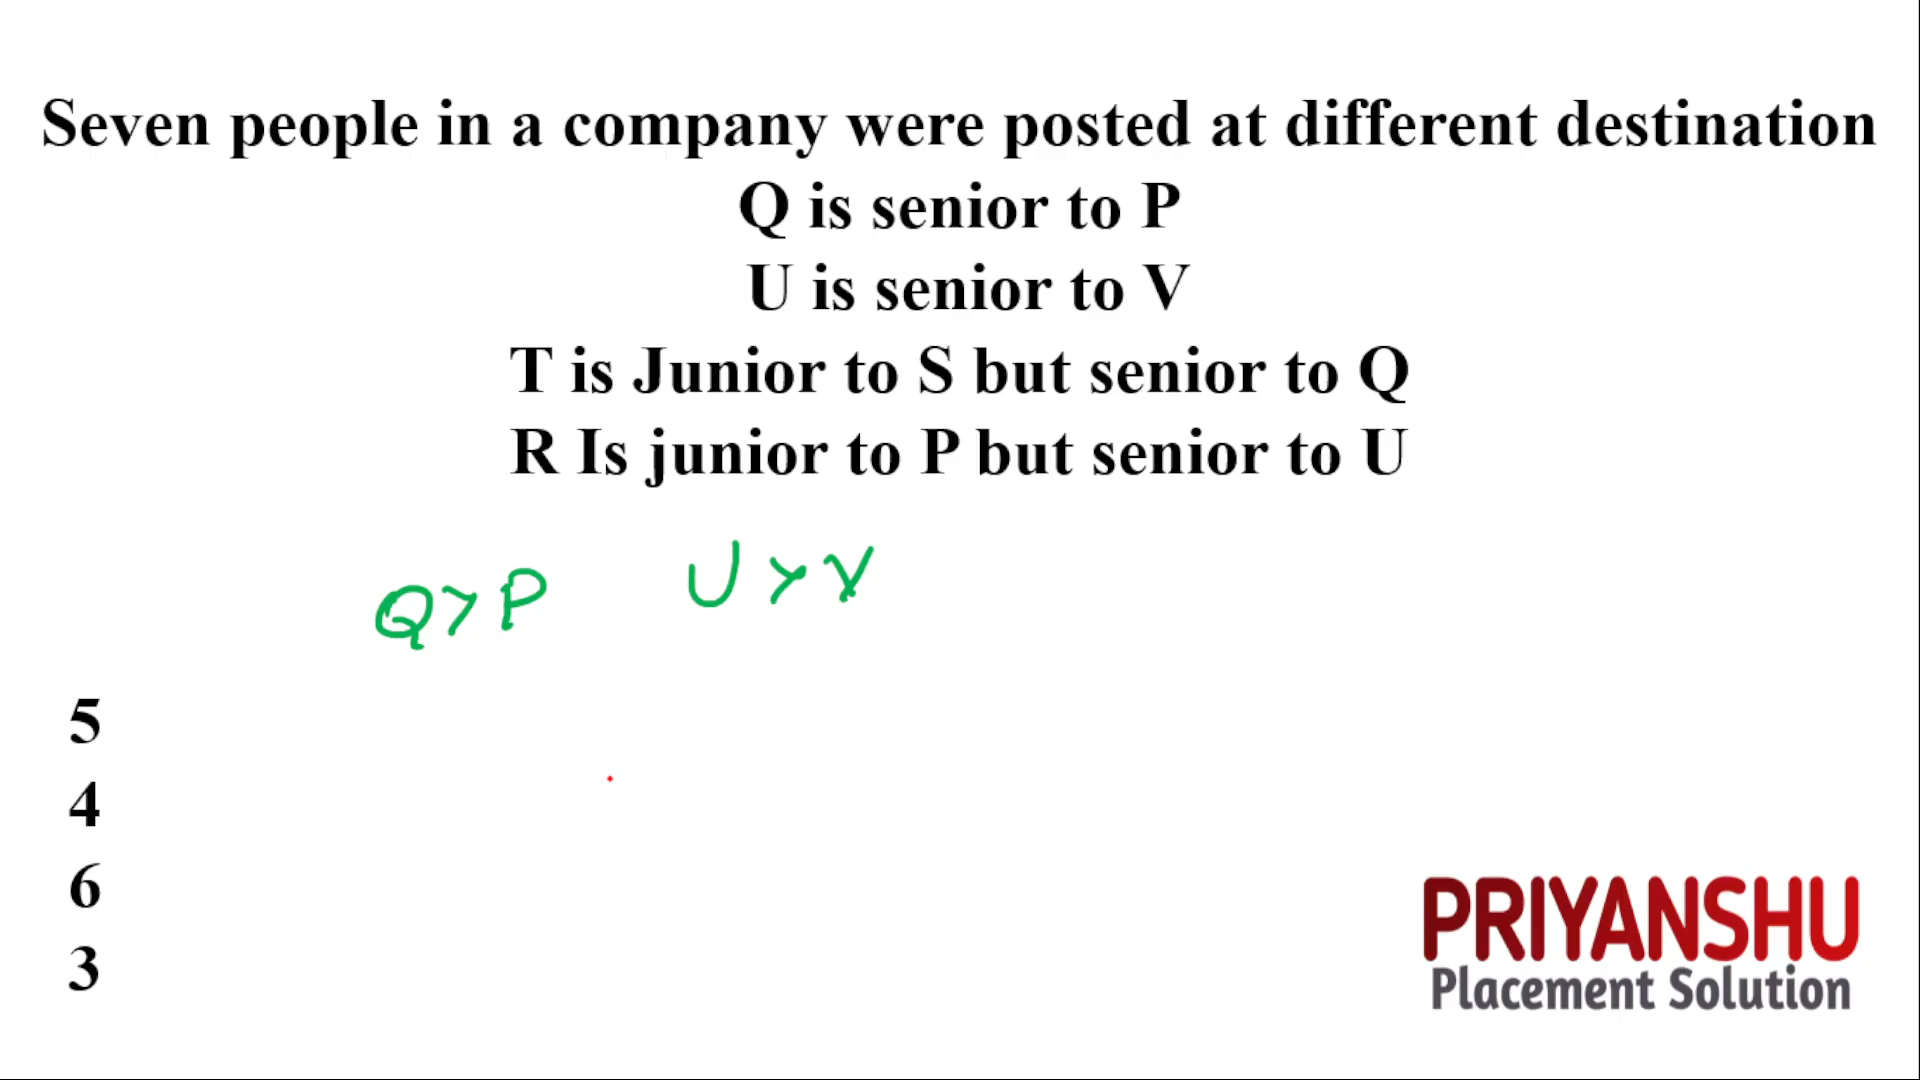 Seven people in a company were posted at different destination
Q is senior to P
U is senior to V
T is Junior to S but senior to Q
R Is junior to P but senior to U
Q>P U>V
5
4
6
3
PRIYANSHU
Placement Solution